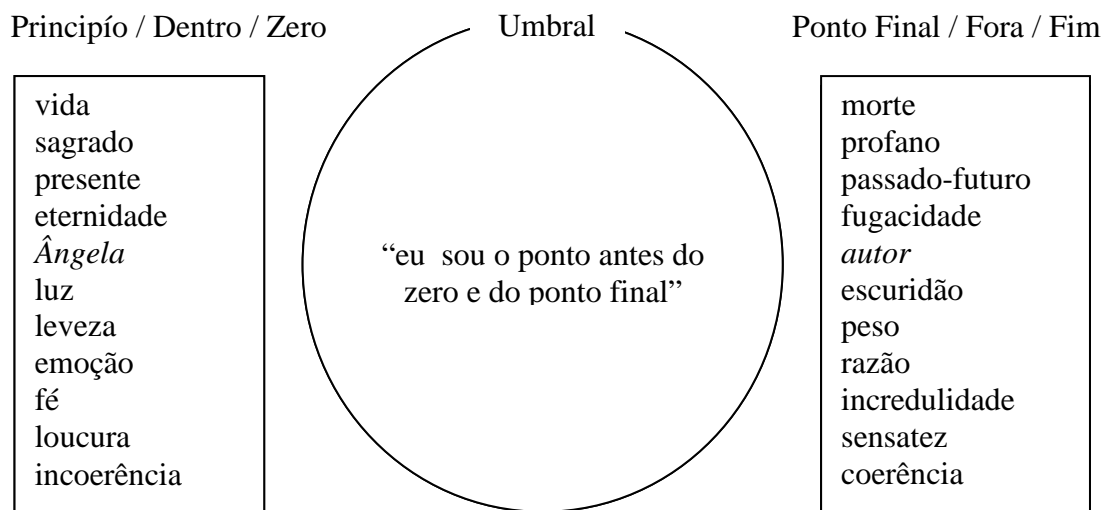 Principío / Dentro / Zero
Umbral
Ponto Final / Fora / Fim
vida
sagrado
presente
eternidade
Ângela
luz
leveza
emoção
fé
loucura
incoerência
“eu sou o ponto antes do
zero e do ponto final”
morte
profano
passado-futuro
fugacidade
autor
escuridão
peso
razão
incredulidade
sensatez
coerência